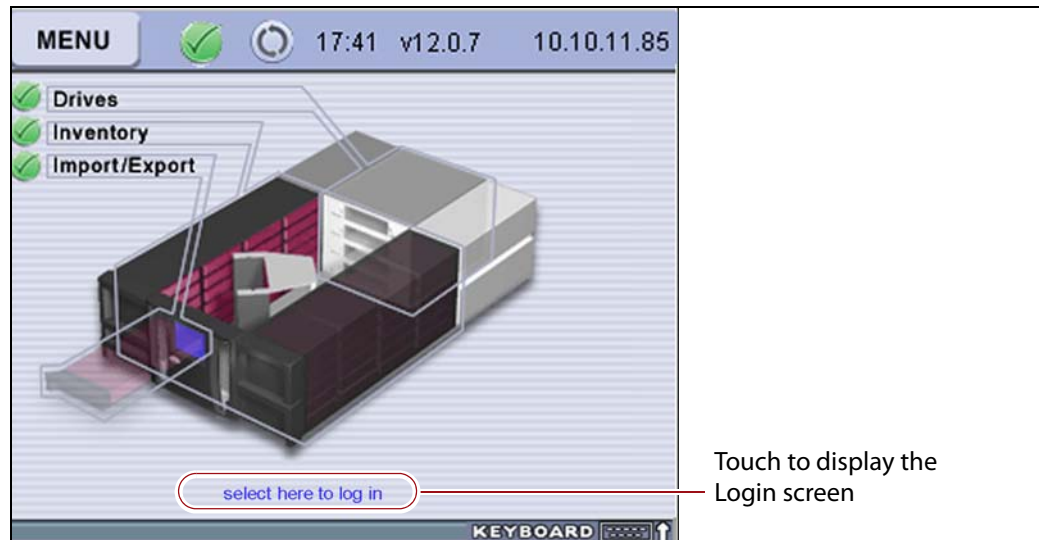 MENU 17:41 v12.0.7 10.10.11.85
Drives
Inventory
Import/Export
select here to log in
Touch to display the
Login screen
KEYBOARD